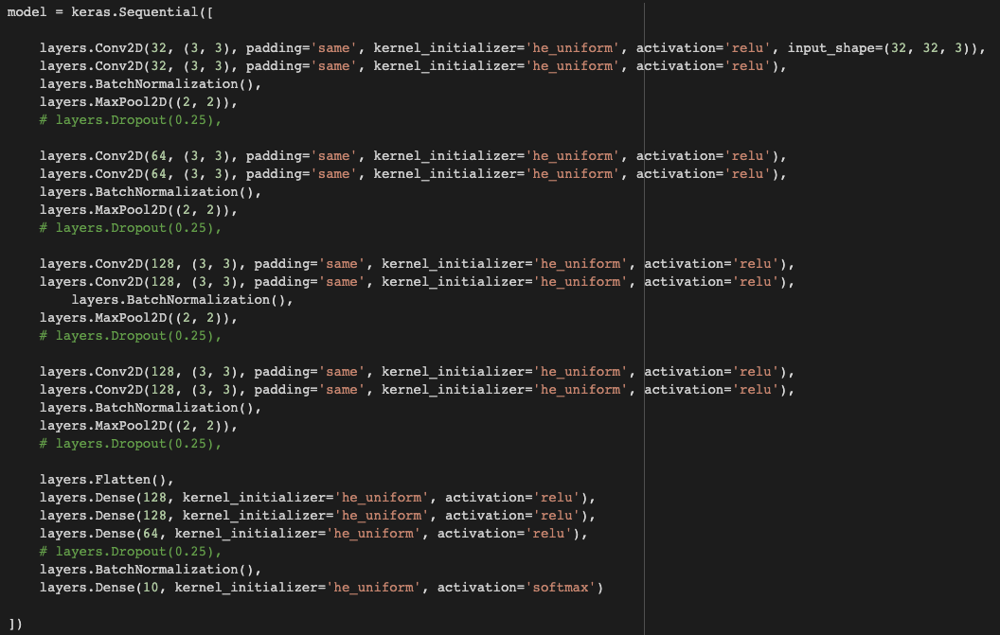 model = keras.Sequential([
    layers.Conv2D(32, (3, 3), padding='same', kernel_initializer='he_uniform', activation='relu', input_shape=(32, 32, 3)),
    layers.Conv2D(32, (3, 3), padding='same', kernel_initializer='he_uniform', activation='relu'),
    layers.BatchNormalization(),
    layers.MaxPool2D((2, 2)),
    # layers.Dropout(0.25),
    layers.Conv2D(64, (3, 3), padding='same', kernel_initializer='he_uniform', activation='relu'),
    layers.Conv2D(64, (3, 3), padding='same', kernel_initializer='he_uniform', activation='relu'),
    layers.BatchNormalization(),
    layers.MaxPool2D((2, 2)),
    # layers.Dropout(0.25),
    layers.Conv2D(128, (3, 3), padding='same', kernel_initializer='he_uniform', activation='relu'),
    layers.Conv2D(128, (3, 3), padding='same', kernel_initializer='he_uniform', activation='relu'),
        layers.BatchNormalization(),
    layers.MaxPool2D((2, 2)),
    # layers.Dropout(0.25),
    layers.Conv2D(128, (3, 3), padding='same', kernel_initializer='he_uniform', activation='relu'),
    layers.Conv2D(128, (3, 3), padding='same', kernel_initializer='he_uniform', activation='relu'),
    layers.BatchNormalization(),
    layers.MaxPool2D((2, 2)),
    # layers.Dropout(0.25),
    layers.Flatten(),
    layers.Dense(128, kernel_initializer='he_uniform', activation='relu'),
    layers.Dense(128, kernel_initializer='he_uniform', activation='relu'),
    layers.Dense(64, kernel_initializer='he_uniform', activation='relu'),
    # layers.Dropout(0.25),
    layers.BatchNormalization(),
    layers.Dense(10, kernel_initializer='he_uniform', activation='softmax')
])